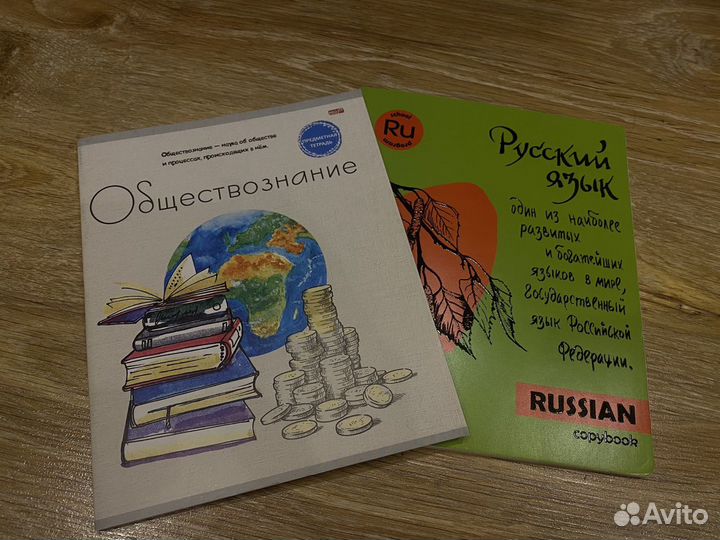 Обществознание — наука об обществе
и процессах, происходящих в нём.
ПРЕДМЕТНАЯ
ТЕТРАДЬ
Обществознание
school
Ru
Русский
язык
один из наиболее
развитых
и богатейших
языков в мире,
государственный
язык Российской
Федерации.
RUSSIAN
copybook
Avito